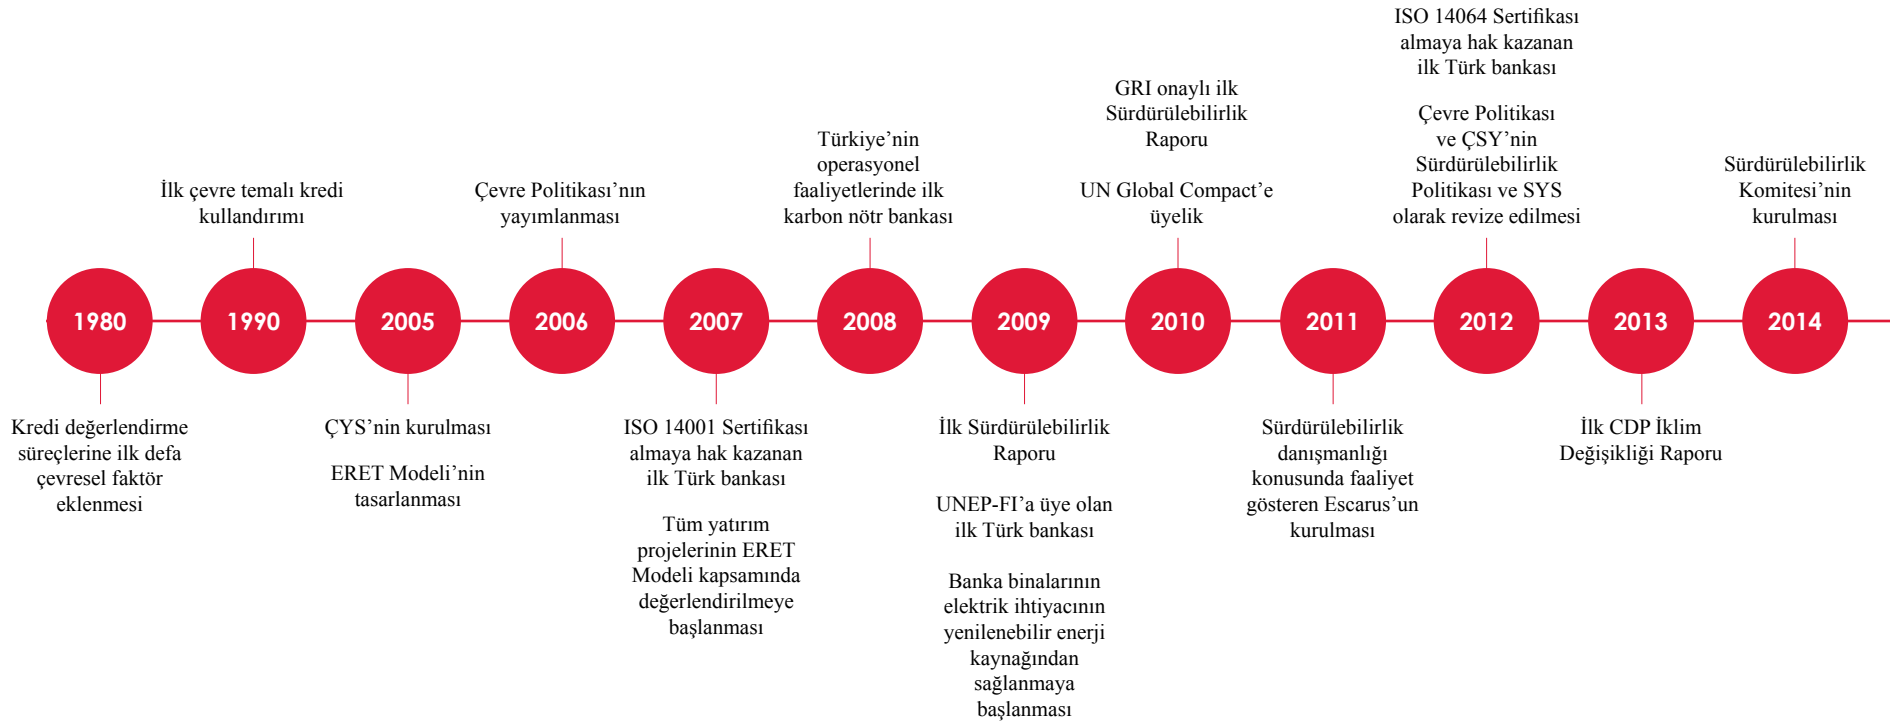 1980
Kredi değerlendirme
süreçlerine ilk defa
çevresel faktör
eklenmesi
İlk çevre temalı kredi
kullandırımı
1990
2005
ÇYS’nin kurulması
ERET Modeli’nin
tasarlanması
Çevre Politikası’nın
yayımlanması
2006
2007
ISO 14001 Sertifikası
almaya hak kazanan
ilk Türk bankası
Tüm yatırım
projelerinin ERET
Modeli kapsamında
değerlendirilmeye
başlanması
Türkiye’nin
operasyonel
faaliyetlerinde ilk
karbon nötr bankası
2008
2009
İlk Sürdürülebilirlik
Raporu
UNEP-FI’a üye olan
ilk Türk bankası
Banka binalarının
elektrik ihtiyacının
yenilenebilir enerji
kaynağından
sağlanmaya
başlanması
GRI onaylı ilk
Sürdürülebilirlik
Raporu
UN Global Compact’e
üyelik
2010
2011
Sürdürülebilirlik
danışmanlığı
konusunda faaliyet
gösteren Escarus’un
kurulması
ISO 14064 Sertifikası
almaya hak kazanan
ilk Türk bankası
Çevre Politikası
ve ÇSY’nin
Sürdürülebilirlik
Politikası ve SYS
olarak revize edilmesi
2012
2013
İlk CDP İklim
Değişikliği Raporu
Sürdürülebilirlik
Komitesi’nin
kurulması
2014